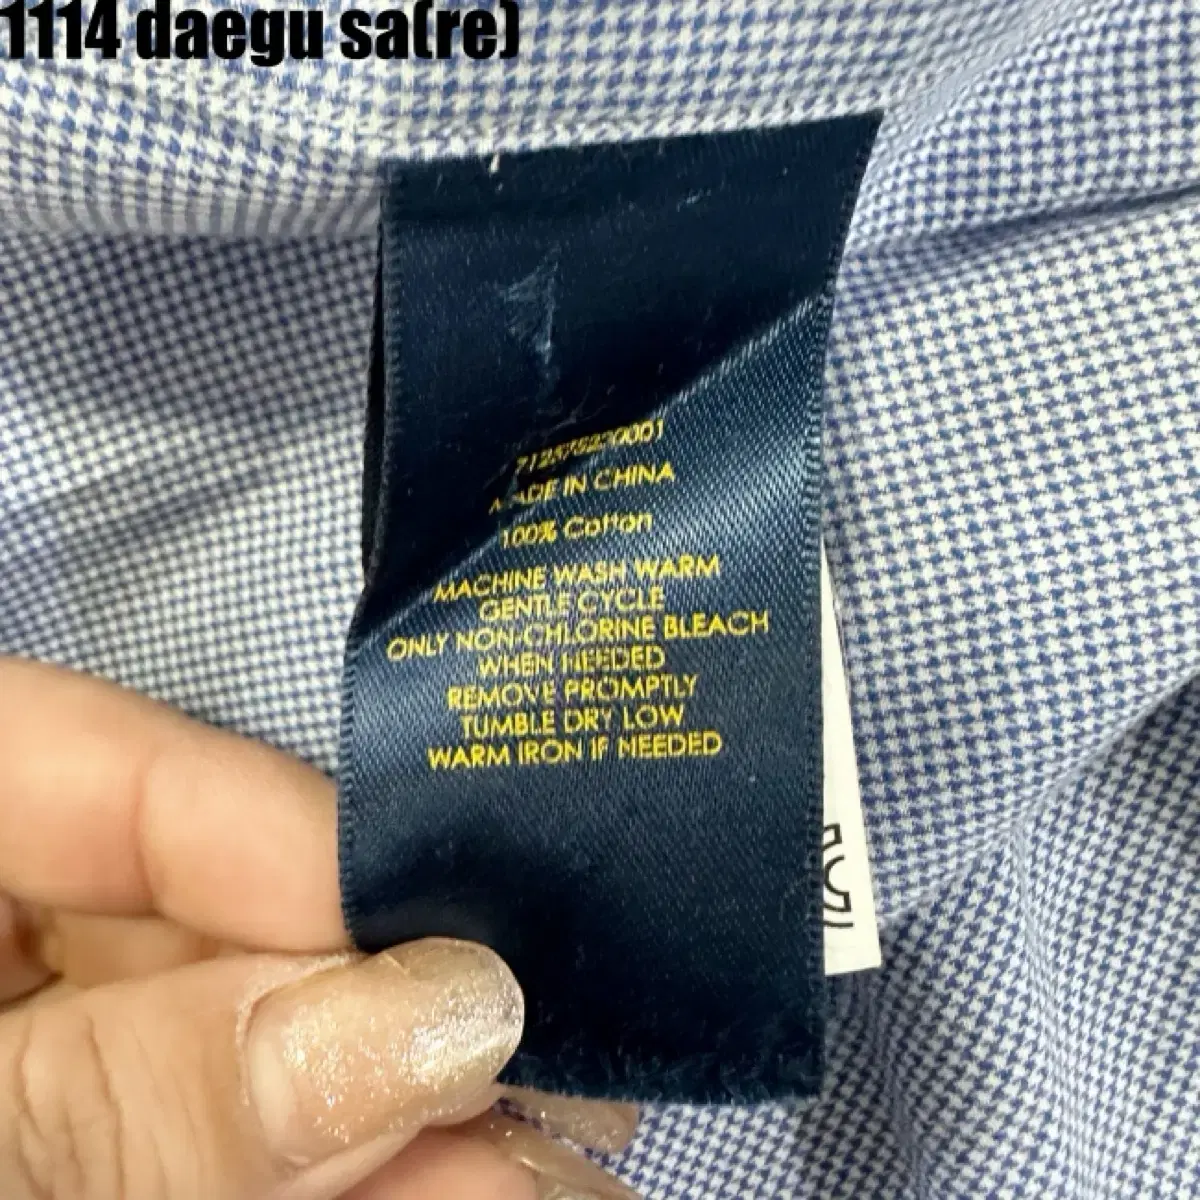 1114 daegu sa(re)
MADE IN CHINA
100% Cotton
MACHINE WASH WARM
GENTLE CYCLE
ONLY NON-CHLORINE BLEACH
WHEN NEEDED
REMOVE PROMPTLY
TUMBLE DRY LOW
WARM IRON IF NEEDED